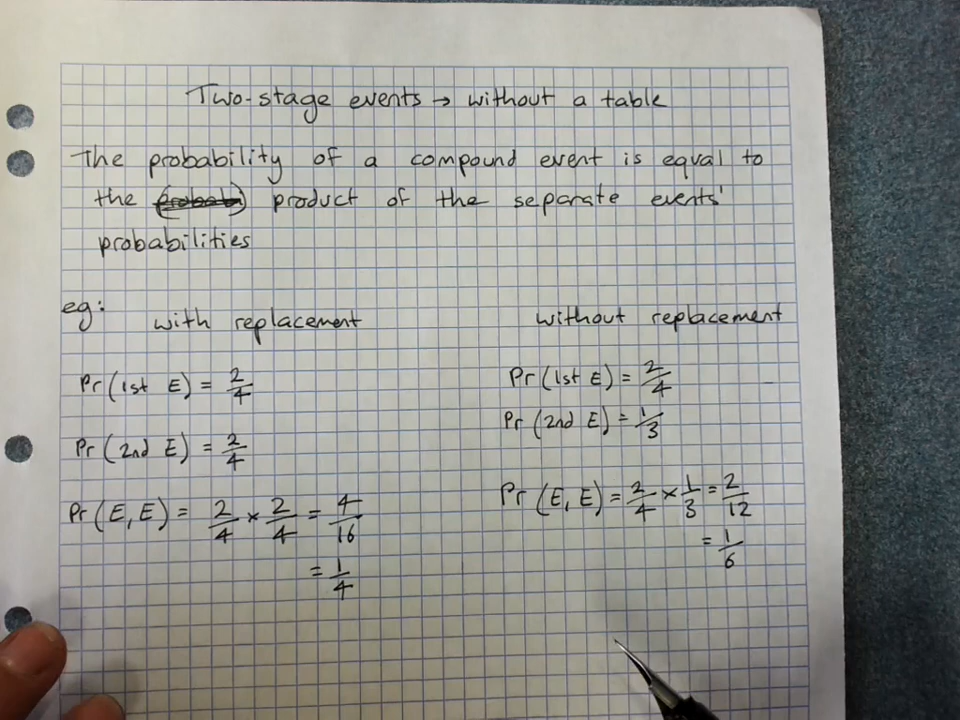 Two-stage events → without a table
The probability of a compound event is equal to
the product of the separate events'
probabilities
eg:
with replacement
Pr (1st E) = 2/4
Pr (2nd E) = 2/4
Pr (E, E) = 2/4 × 2/4 = 4/16
= 1/4
without replacement
Pr (1st E) = 2/4
Pr (2nd E) = 1/3
Pr (E, E) = 2/4 × 1/3 = 2/12
= 1/6